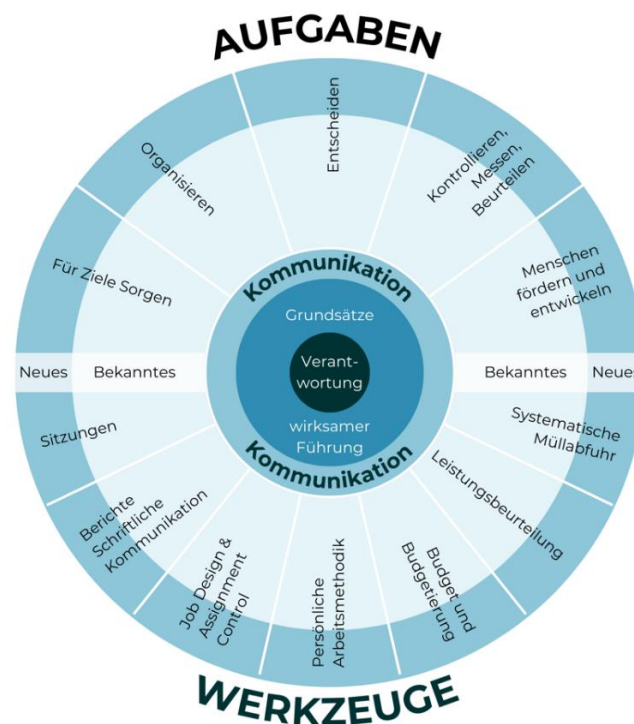 AUFGABEN
Für Ziele Sorgen
Organisieren
Entscheiden
Kontrollieren,
Messen,
Beurteilen
Menschen
fördern und
entwickeln
Kommunikation
Grundsätze
Verant-
wortung
wirksamer
Führung
Kommunikation
Neues
Bekanntes
Bekanntes
Neues
Sitzungen
Berichte
Schriftliche
Kommunikation
Job Design &
Assignment
Control
Persönliche
Arbeitsmethodik
Budget und
Budgetierung
Leistungsbeurteilung
Systematische
Müllabfuhr
WERKZEUGE